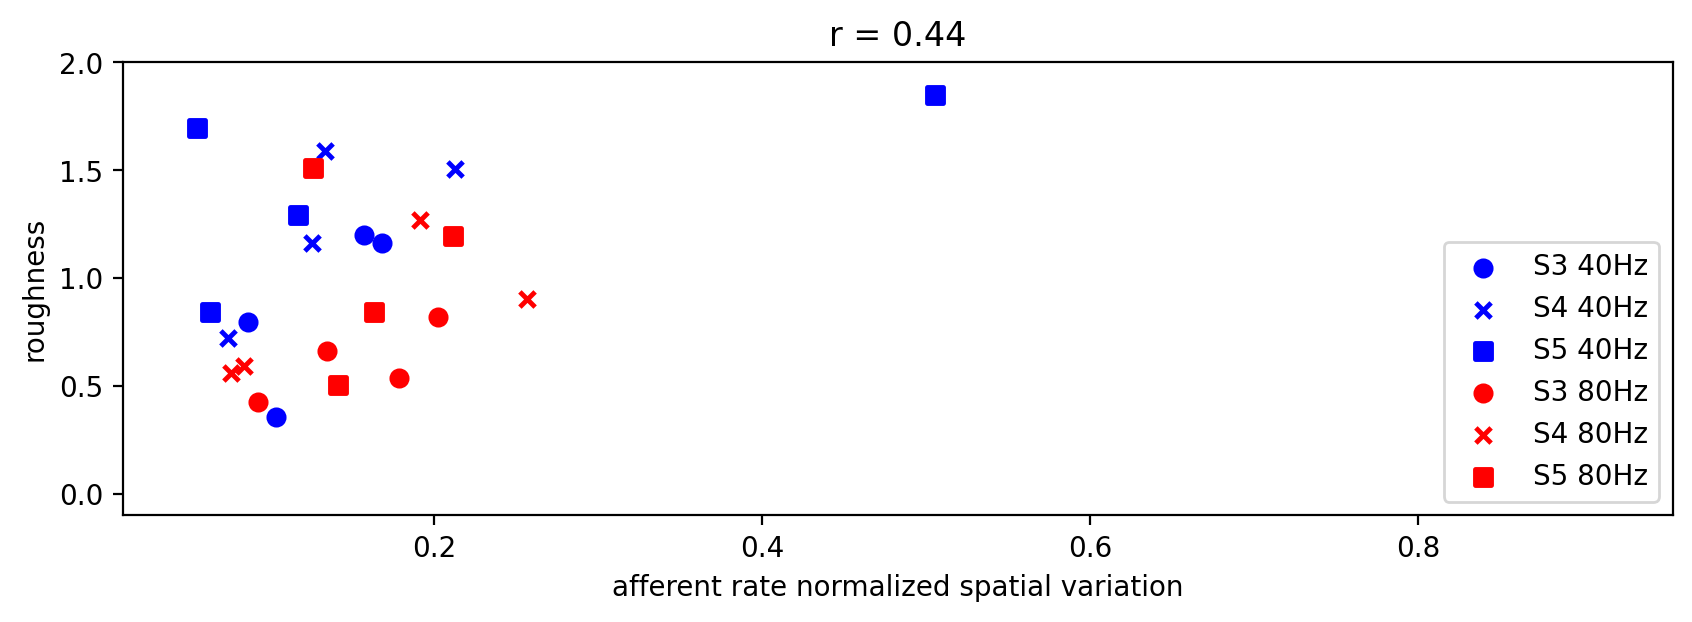 r = 0.44
2.0
1.5
1.0
0.5
0.0
roughness
S3 40Hz
S4 40Hz
S5 40Hz
S3 80Hz
S4 80Hz
S5 80Hz
0.2 0.4 0.6 0.8
afferent rate normalized spatial variation